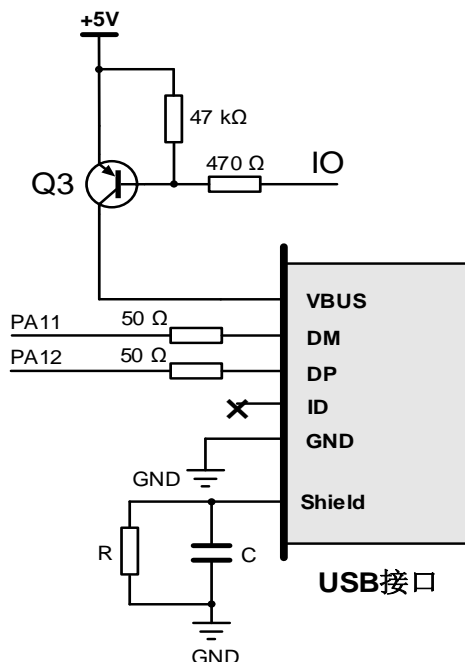 +5V
47 kΩ
470 Ω
IO
Q3
VBUS
PA11
50 Ω
DM
PA12
50 Ω
DP
ID
GND
GND
Shield
R
C
USB接口
GND